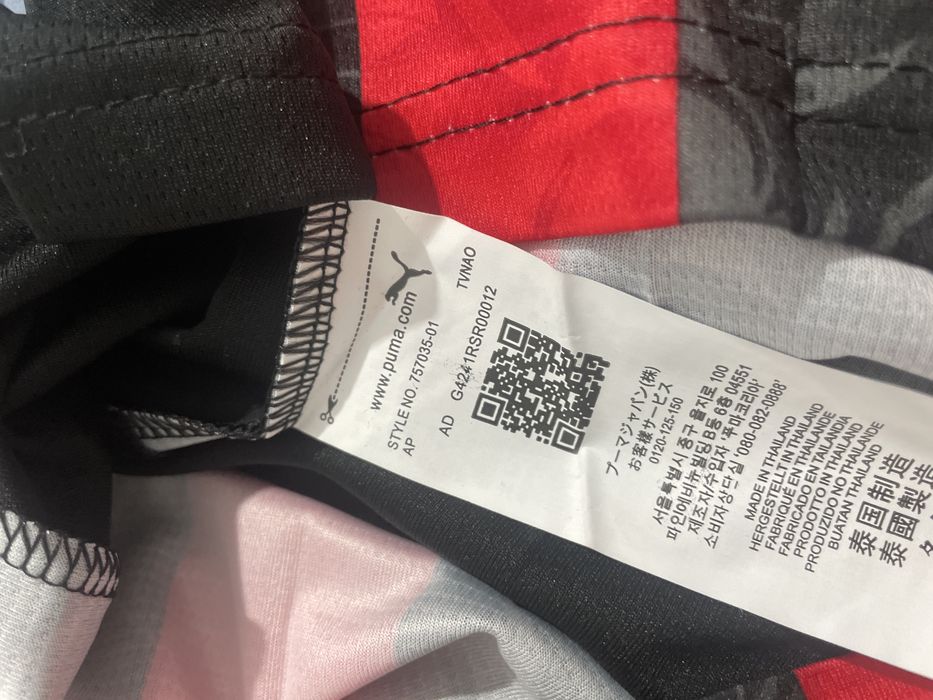 www.puma.com
STYLE NO. 757035-01
AP
AD G4241RSR00012 TVNAO
プーマジャパン(株)
お客様サービス
0120-125-150
서울특별시 중구 을지로 100
파인에비뉴빌딩 B동 6층 04551
제조자/수입자 '푸마코리아'
소비자상담실 '080-092-0888'
MADE IN THAILAND
HERGESTELLT IN THAILAND
FABRIQUÉ EN THAÏLANDE
FABRICADO EN TAILANDIA
PRODOTTO IN THAILANDIA
PRODUZIDO NO THAILANDE
BUATAN THAILAND
泰国制造
泰國製造